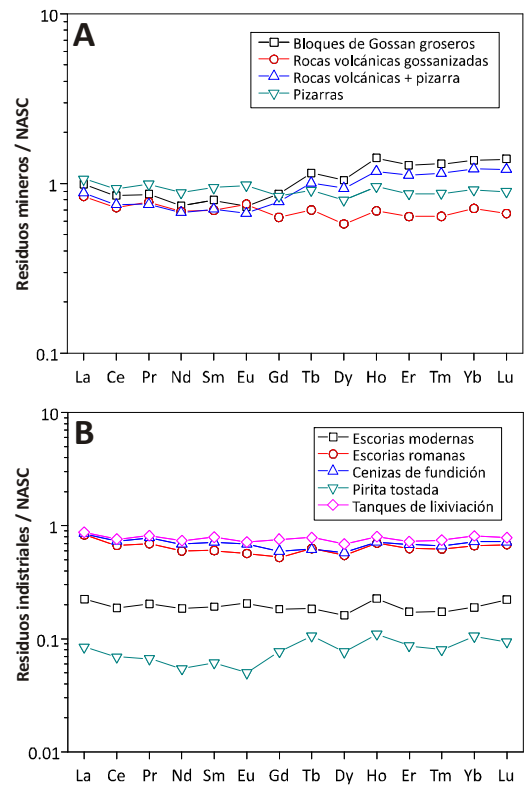 A
Bloques de Gossan groseros
Rocas volcánicas gossanizadas
Rocas volcánicas + pizarra
Pizarras
10
1
0.1
Residuos mineros / NASC
La Ce Pr Nd Sm Eu Gd Tb Dy Ho Er Tm Yb Lu
B
Escorias modernas
Escorias romanas
Cenizas de fundición
Pirita tostada
Tanques de lixiviación
10
1
0.1
0.01
Residuos indistriales / NASC
La Ce Pr Nd Sm Eu Gd Tb Dy Ho Er Tm Yb Lu